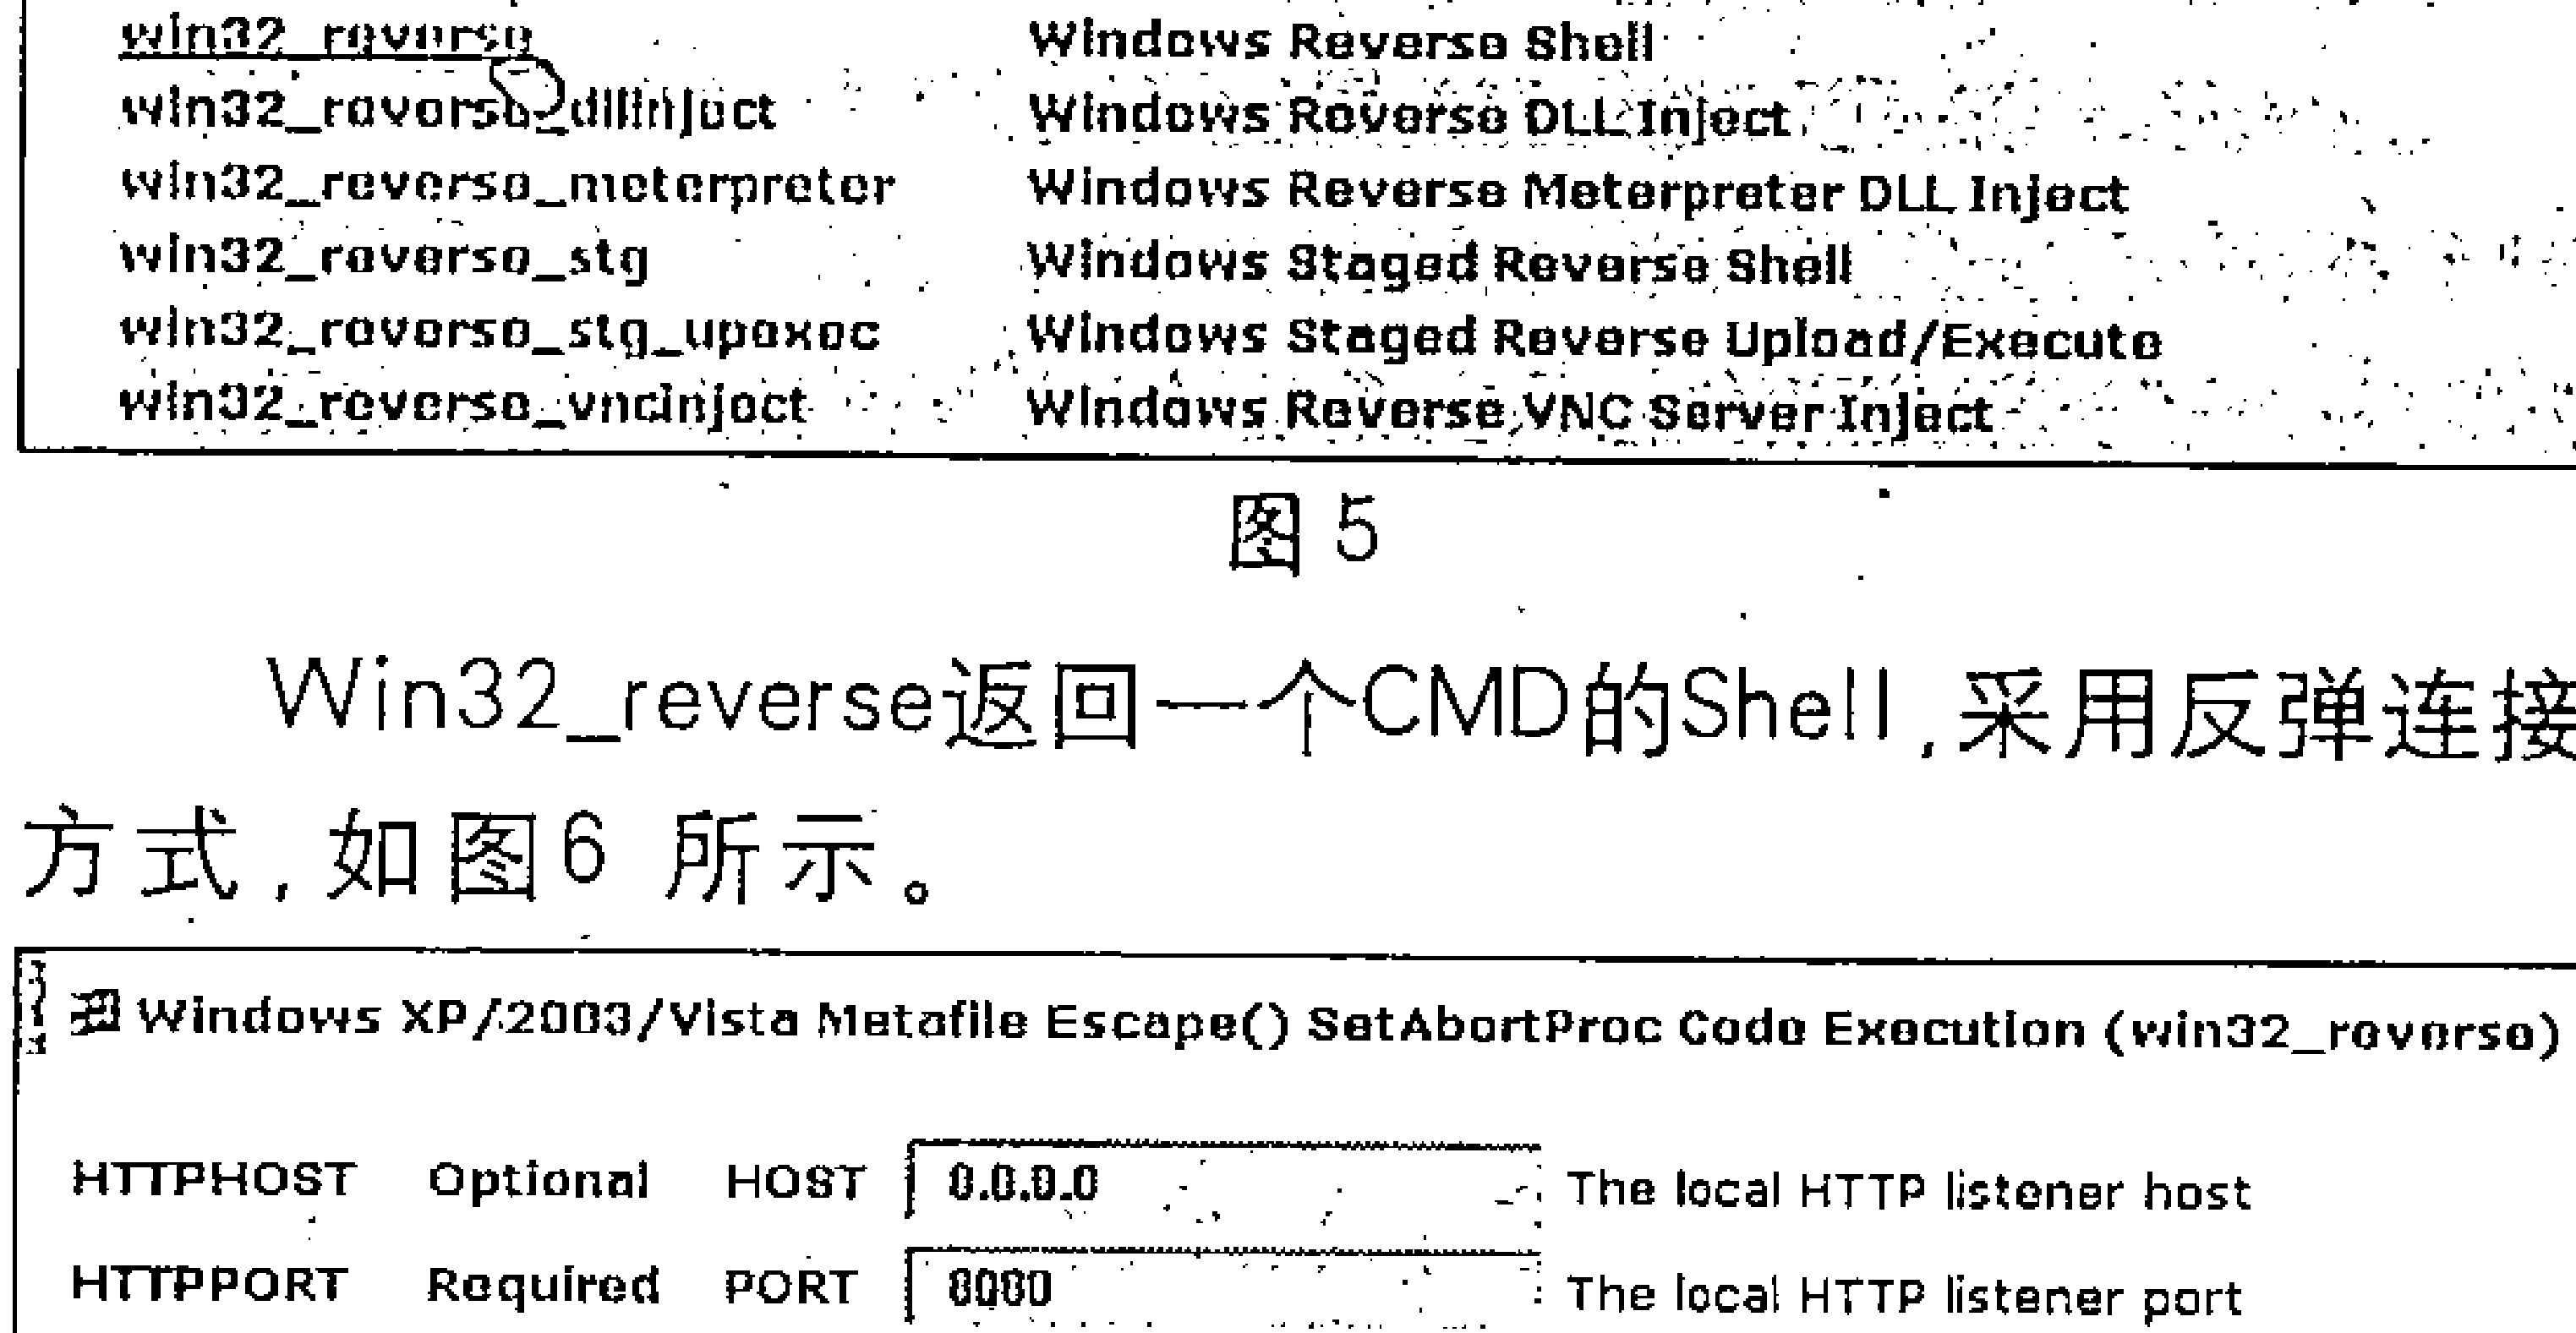 win32_reverse Windows Reverse Shell
win32_reverse_dllinject Windows Reverse DLL Inject
win32_reverse_meterpreter Windows Reverse Meterpreter DLL Inject
win32_reverse_stg Windows Staged Reverse Shell
win32_reverse_stg_upexec Windows Staged Reverse Upload/Execute
win32_reverse_vncinject Windows Reverse VNC Server Inject
图 5
Win32_reverse返回一个CMD的Shell,采用反弹连接
方式,如图6 所示。
Windows XP/2003/Vista Metafile Escape() SetAbortProc Code Execution (win32_reverse)
HTTPHOST Optional HOST 0.0.0.0 The local HTTP listener host
HTTPPORT Required PORT 8080 The local HTTP listener port